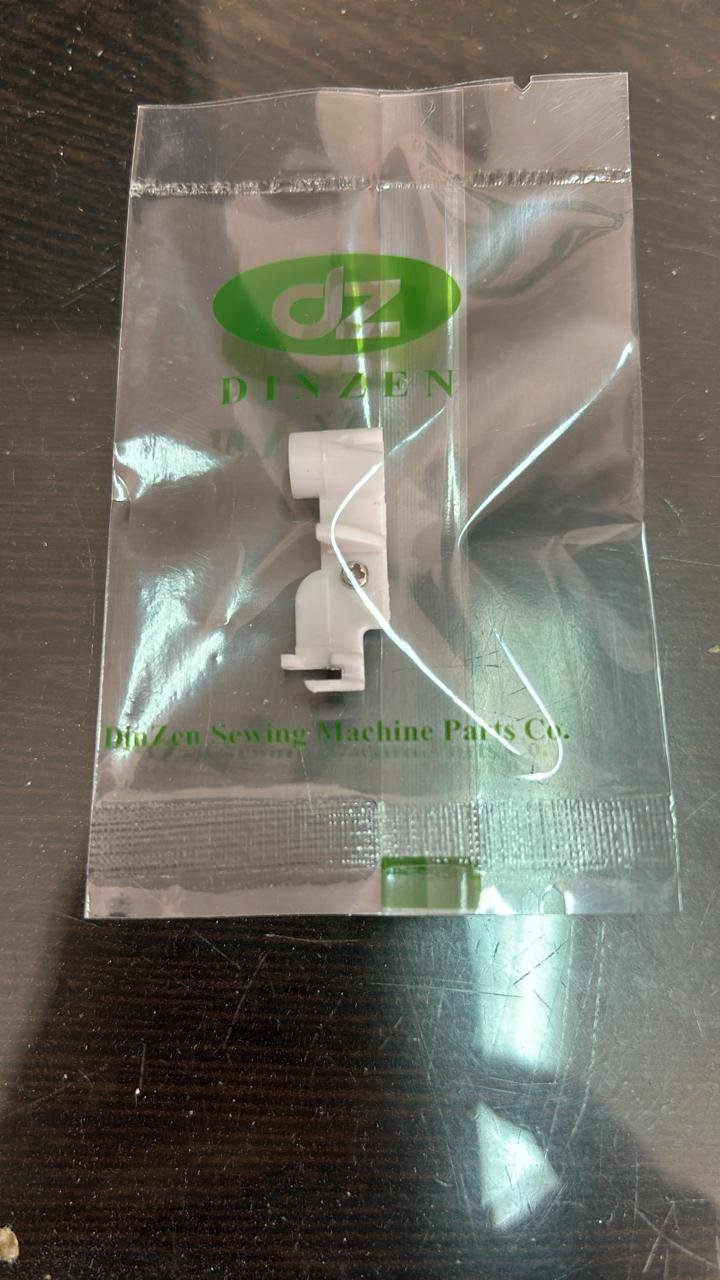 dz
DINZEN
DinZen Sewing Machine Parts Co.